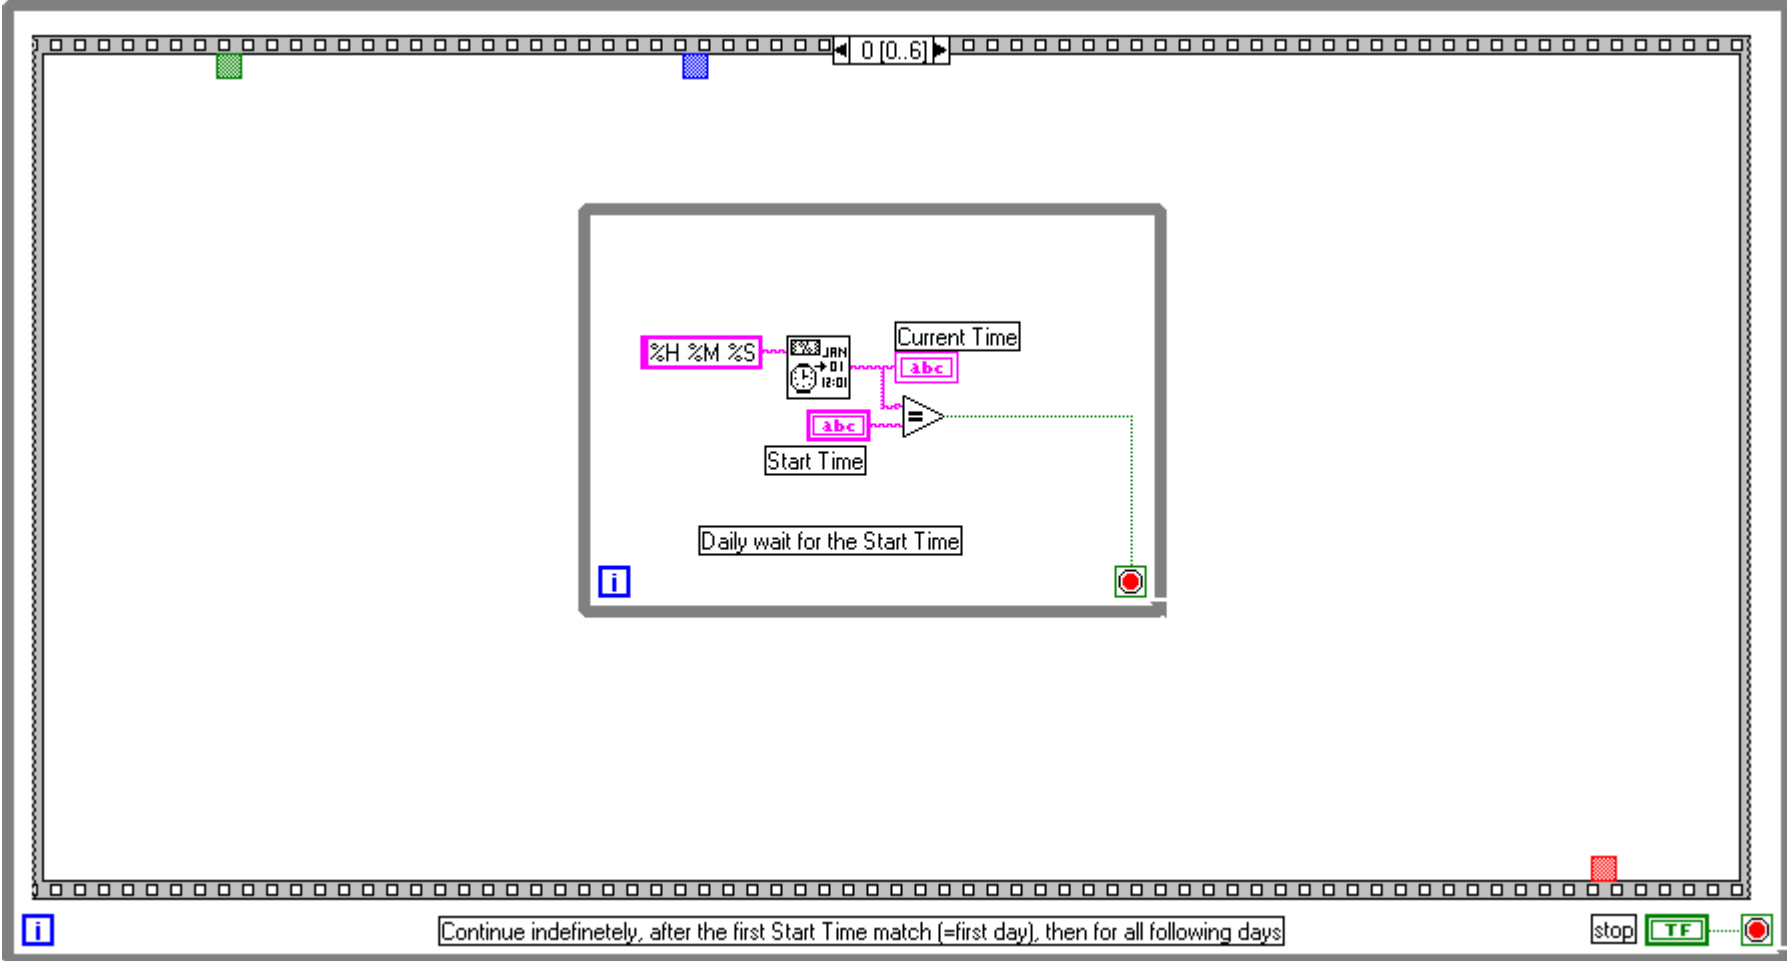 0 [0..6]
%H %M %S
%
JAN
01
12:01
Current Time
abc
=
abc
Start Time
Daily wait for the Start Time
i
i
Continue indefinetely, after the first Start Time match (=first day), then for all following days
stop
TF